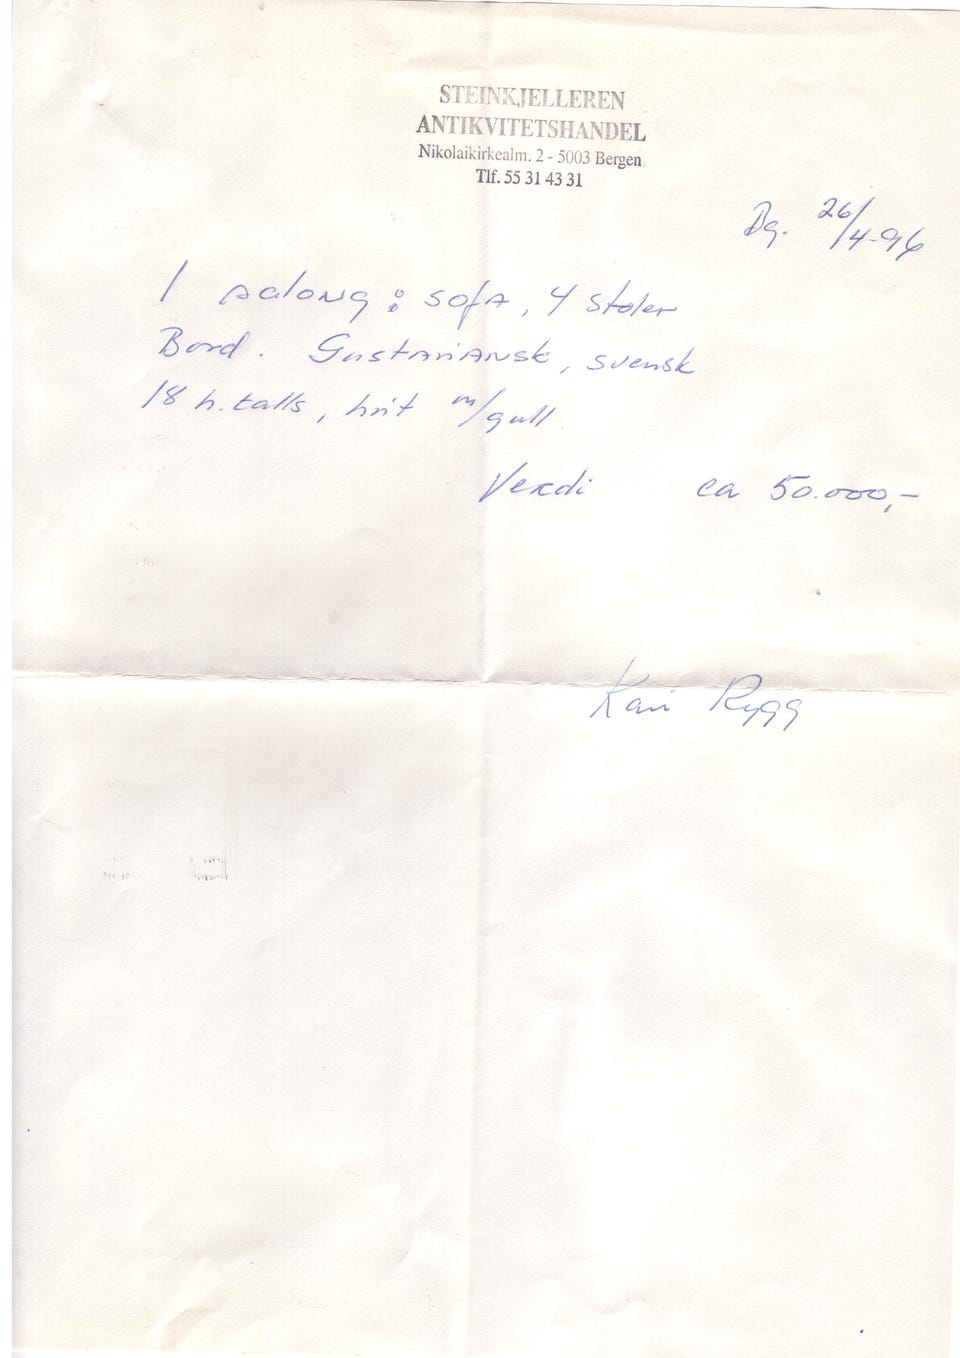 STEINKJELLEREN
ANTIKVITETSHANDEL
Nikolaikirkealm. 2 - 5003 Bergen
Tlf. 55 31 43 31
Bg. 26/4-96
1 salong: sofa, 4 stoler
Bord. Gustaviansk, svensk
18 h.talls, hvit m/gull.
Verdi ca 50.000,-
Kari Rygg